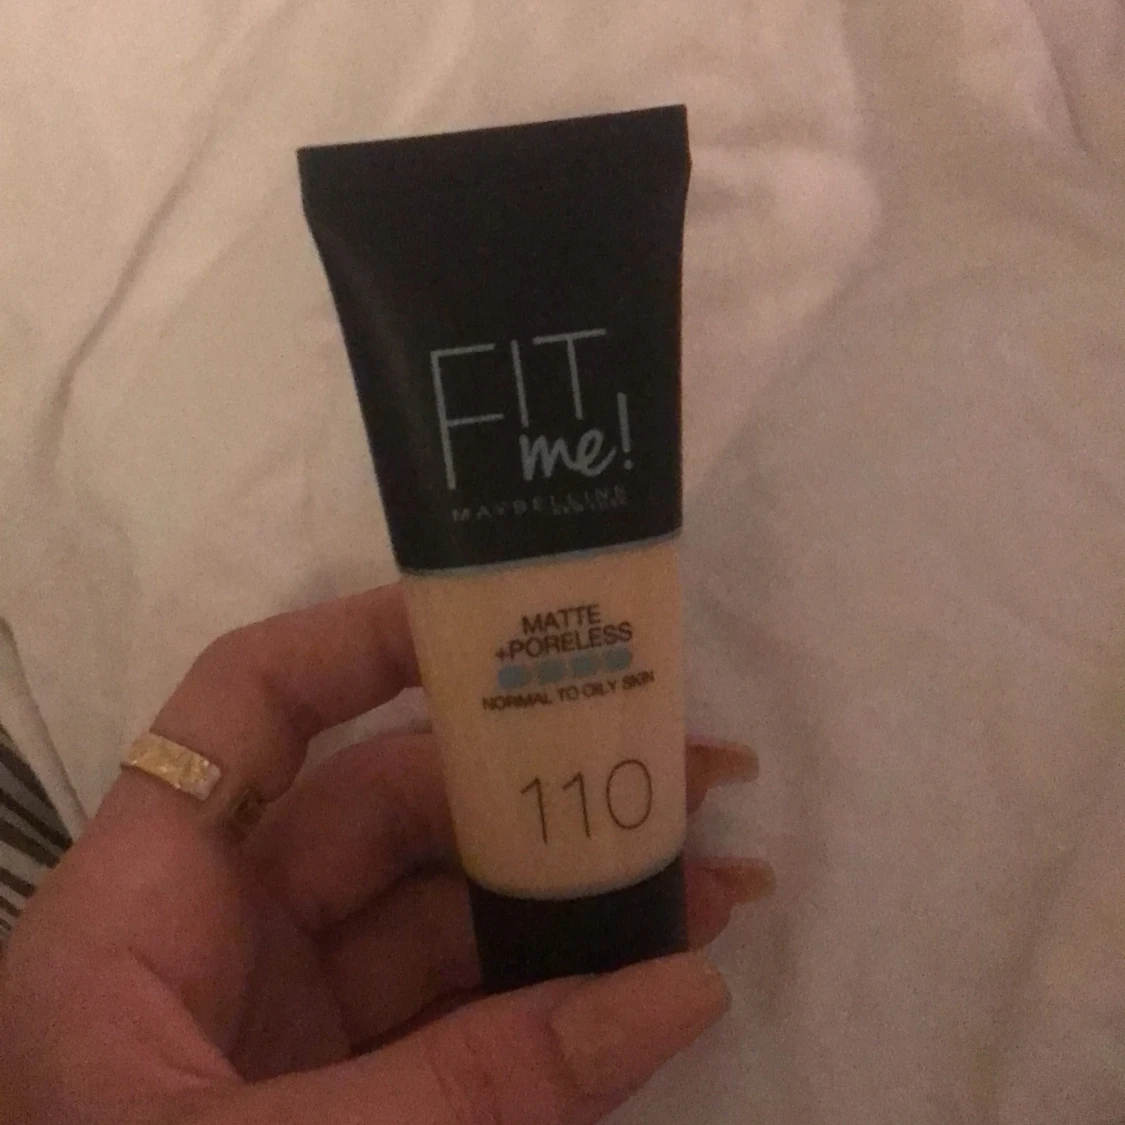 FIT
me!
MAYBELLINE
MATTE
+PORELESS
NORMAL TO OILY SKIN
110